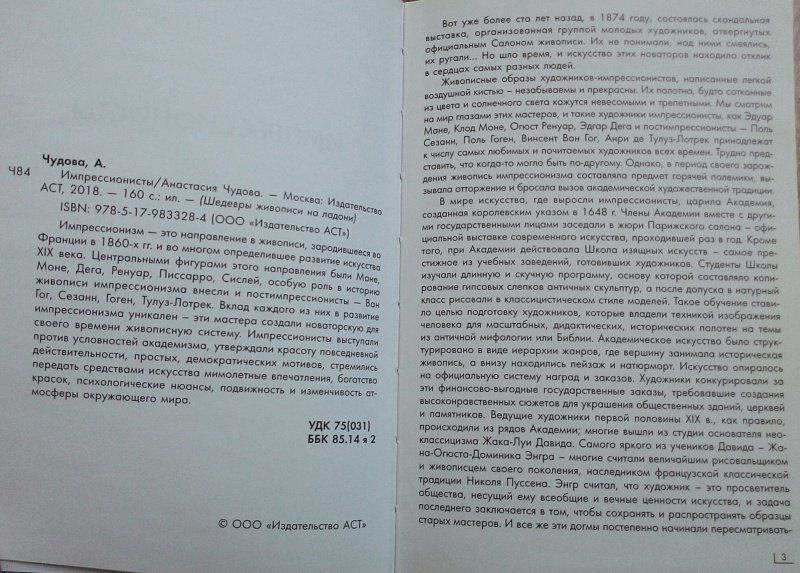 Чудова, А.
Ч84
Импрессионисты/Анастасия Чудова. – Москва: Издательство
АСТ, 2018. – 160 с.: ил. – (Шедевры живописи на ладони)
ISBN: 978-5-17-983328-4 (ООО «Издательство АСТ»)
Импрессионизм – это направление в живописи, зародившееся во
Франции в 1860-х гг. и во многом определившее развитие искусства
XIX века. Центральными фигурами этого направления были Мане,
Моне, Дега, Ренуар, Писсарро, Сислей, особую роль в историю
живописи импрессионизма внесли и постимпрессионисты – Ван
Гог, Сезанн, Гоген, Тулуз-Лотрек. Вклад каждого из них в развитие
импрессионизма уникален – эти мастера создали новаторскую для
своего времени живописную систему. Импрессионисты выступали
против условностей академизма, утверждали красоту повседневной
действительности, простых, демократических мотивов, стремились
передать средствами искусства мимолетные впечатления, богатство
красок, психологические нюансы, подвижность и изменчивость ат-
мосферы окружающего мира.
УДК 75(031)
ББК 85.14 я 2
© ООО «Издательство АСТ»
Вот уже более ста лет назад, в 1874 году, состоялась скандальная
выставка, организованная группой молодых художников, отвергнутых
официальным Салоном живописи. Их не понимали, над ними смеялись,
их ругали... Но шло время, и искусство этих новаторов находило отклик
в сердцах самых разных людей.
Живописные образы художников-импрессионистов, написанные легкой
воздушной кистью – незабываемы и прекрасны. Их полотна, будто сотканные
из цвета и солнечного света кажутся невесомыми и трепетными. Мы смотрим
на мир глазами этих мастеров, и такие художники импрессионисты, как Эдуар
Мане, Клод Моне, Огюст Ренуар, Эдгар Дега и постимпрессионисты — Поль
Сезанн, Поль Гоген, Винсент Ван Гог, Анри де Тулуз-Лотрек принадлежат
к числу самых любимых и почитаемых художников всех времен. Трудно пред-
ставить, что когда-то могло быть по-другому. Однако, в период своего зарож-
дения живопись импрессионизма составляла предмет горячей полемики, вы-
зывала отторжение и бросала вызов академической художественной традиции.
В мире искусства, где выросли импрессионисты, царила Академия,
созданная королевским указом в 1648 г. Члены Академии вместе с други-
ми государственными лицами заседали в жюри Парижского салона – офи-
циальной выставке современного искусства, проходившей раз в год. Кроме
того, при Академии действовала Школа изящных искусств – самое пре-
стижное из учебных заведений, готовивших художников. Студенты Школы
изучали длинную и скучную программу, основу которой составляло копи-
рование гипсовых слепков античных скульптур, а после допуска в натурный
класс рисовали в классицистическом стиле моделей. Такое обучение стави-
ло целью подготовку художников, которые владели техникой изображения
человека для масштабных, дидактических, исторических полотен на темы
из античной мифологии или Библии. Академическое искусство было струк-
турировано в виде иерархии жанров, где вершину занимала историческая
живопись, а внизу находились пейзаж и натюрморт. Искусство опиралось
на официальную систему наград и заказов. Художники конкурировали за
эти финансово-выгодные государственные заказы, требовавшие создания
высоконравственных сюжетов для украшения общественных зданий, церквей
и памятников. Ведущие художники первой половины XIX в., как правило,
происходили из рядов Академии; многие вышли из студии основателя нео-
классицизма Жака-Луи Давида. Самого яркого из учеников Давида – Жа-
на-Огюста-Доминика Энгра – многие считали величайшим рисовальщиком
и живописцем своего поколения, наследником французской классической
традиции Николя Пуссена. Энгр считал, что художник – это просветитель
общества, несущий ему всеобщие и вечные ценности искусства, и задача
последнего заключается в том, чтобы сохранять и распространять образцы
старых мастеров. И все же эти догмы постепенно начинали пересматривать-
3